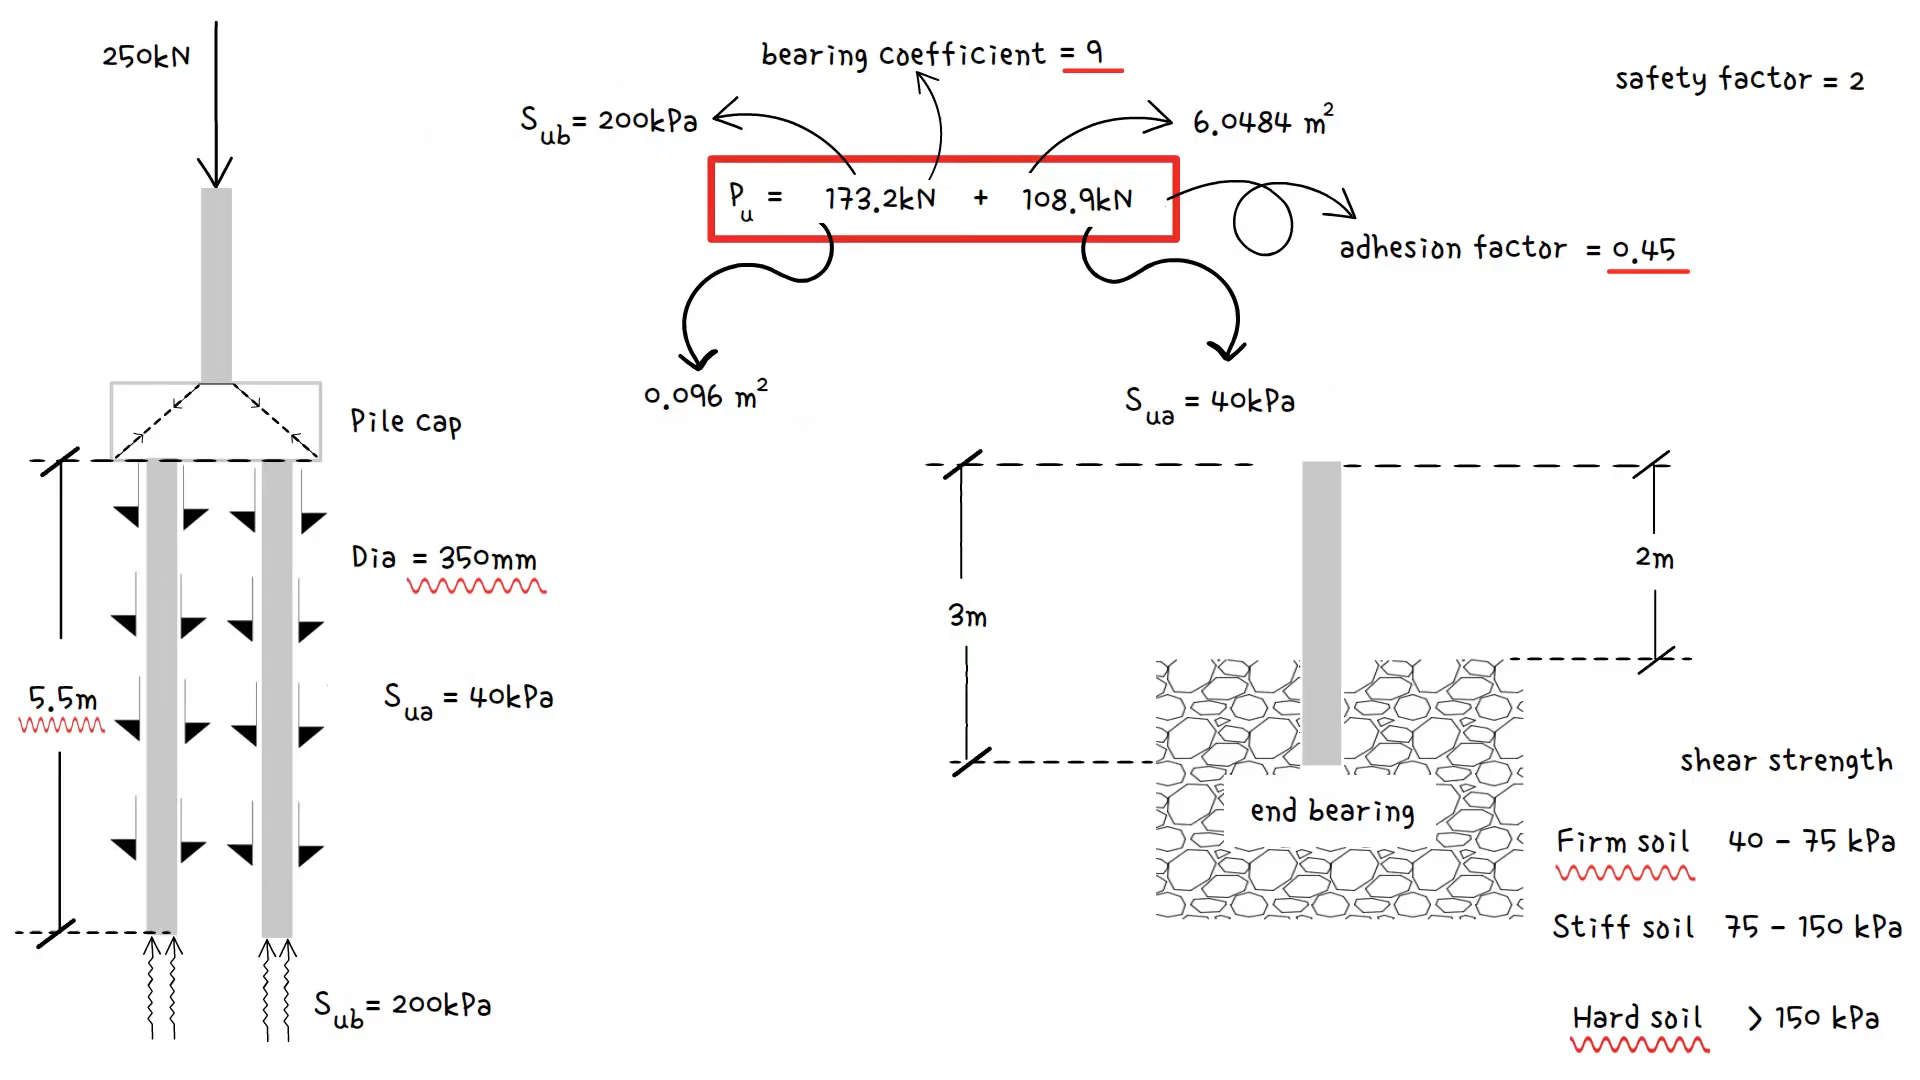 250kN
bearing coefficient = 9
safety factor = 2
Sub = 200kPa
6.0484 m²
Pu = 173.2kN + 108.9kN
adhesion factor = 0.45
0.096 m²
Sua = 40kPa
Pile cap
Dia = 350mm
2m
3m
5.5m
Sua = 40kPa
shear strength
end bearing
Firm soil 40 - 75 kPa
Stiff soil 75 - 150 kPa
Sub = 200kPa
Hard soil > 150 kPa